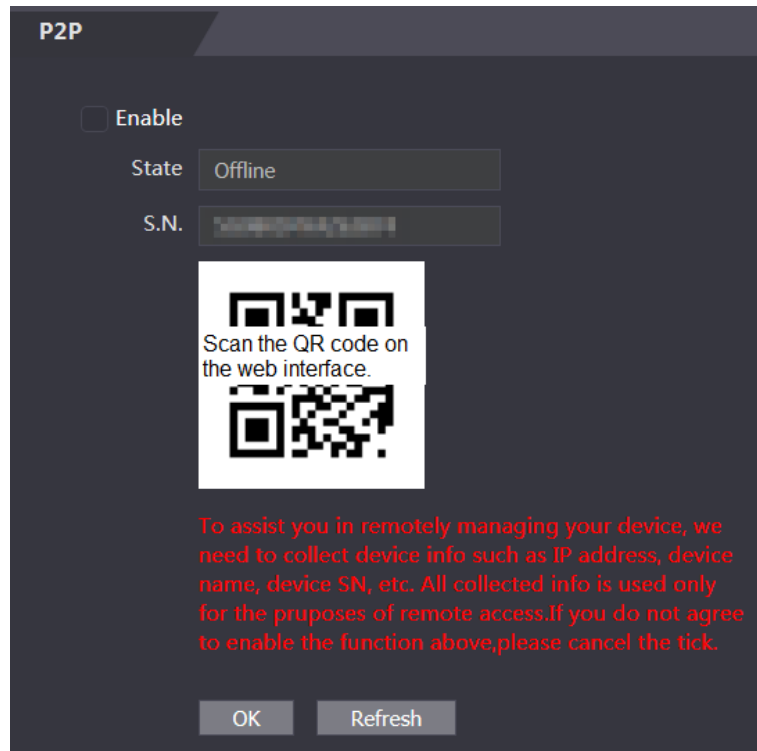 P2P
Enable
State Offline
S.N.
Scan the QR code on
the web interface.
To assist you in remotely managing your device, we
need to collect device info such as IP address, device
name, device SN, etc. All collected info is used only
for the pruposes of remote access.If you do not agree
to enable the function above,please cancel the tick.
OK Refresh